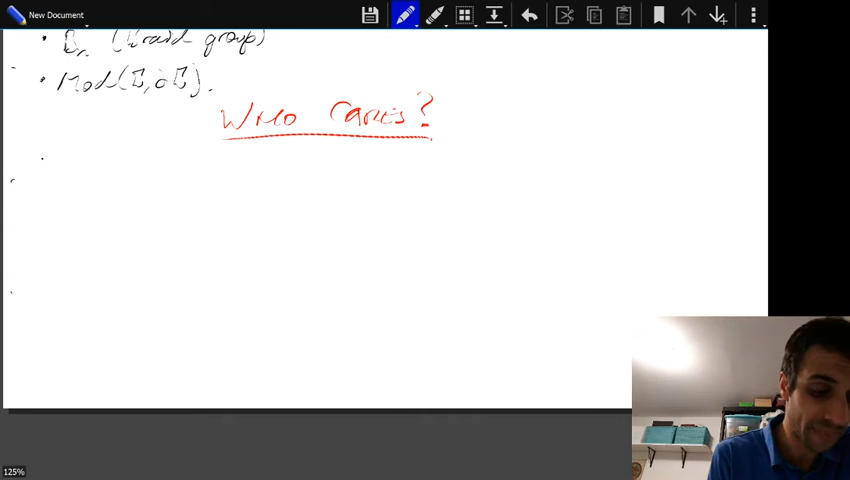 New Document
• Bn (Braid group)
• Mod(Σ,∂Σ).
Who Cares?
125%